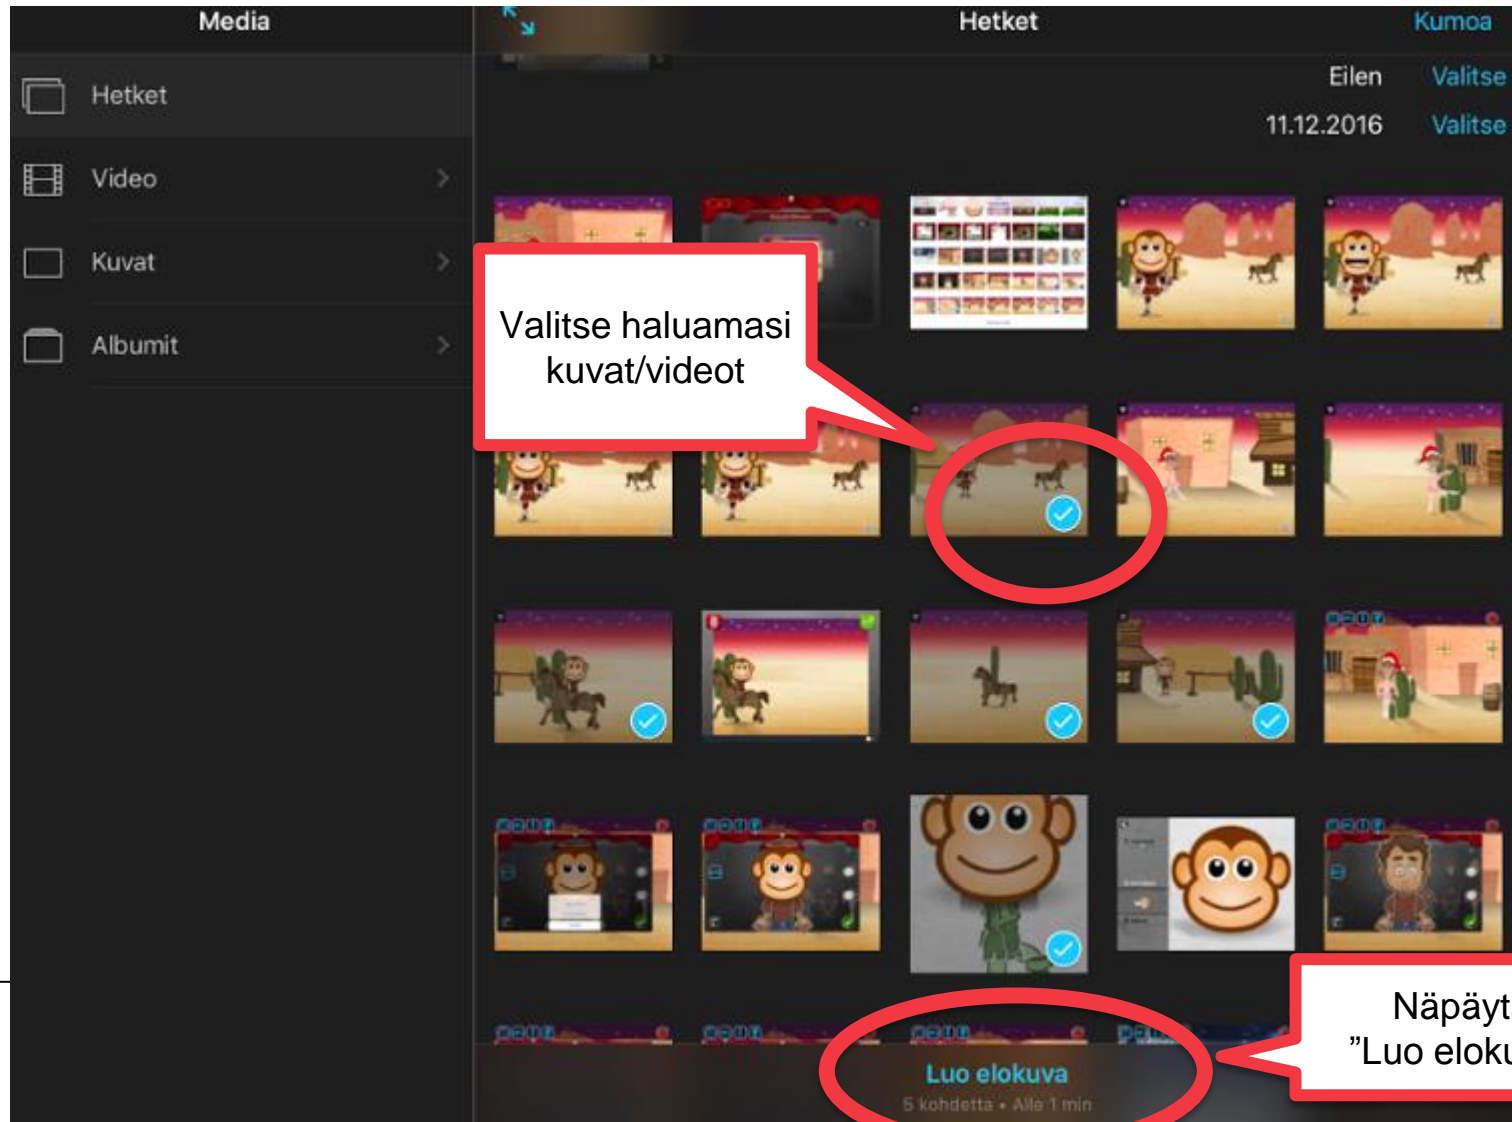 Media
Hetket
Kumoa
Hetket
Video
Kuvat
Albumit
Eilen
Valitse
11.12.2016
Valitse
Valitse haluamasi
kuvat/videot
Näpäyt
”Luo eloku
Luo elokuva
5 kohdetta • Alle 1 min